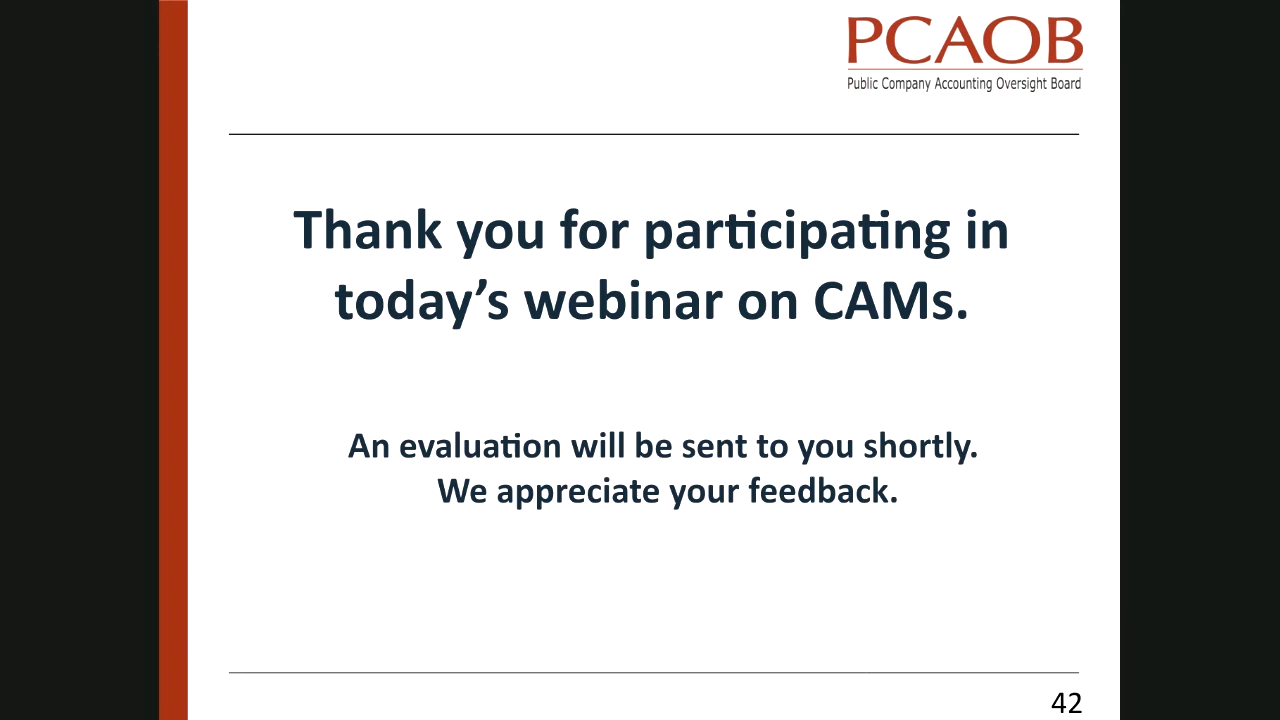 PCAOB
Public Company Accounting Oversight Board
Thank you for participating in
today’s webinar on CAMs.
An evaluation will be sent to you shortly.
We appreciate your feedback.
42